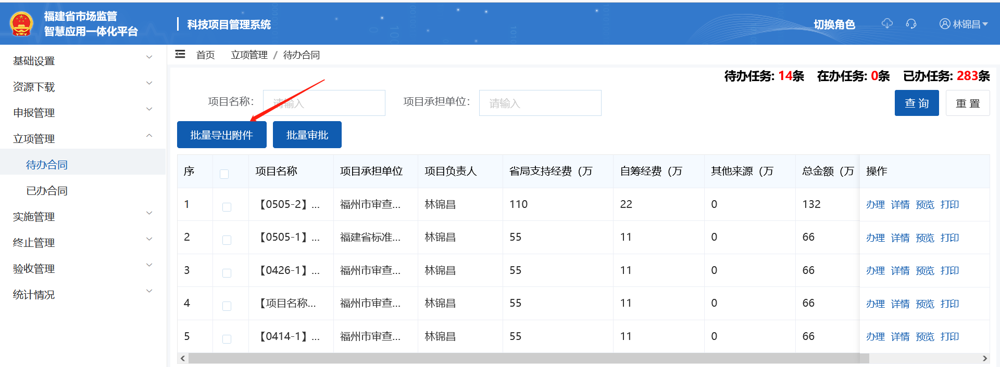 福建省市场监管
智慧应用一体化平台
科技项目管理系统
切换角色
林锦昌
基础设置
资源下载
申报管理
立项管理
待办合同
已办合同
实施管理
终止管理
验收管理
统计情况
首页 立项管理 / 待办合同
待办任务: 14条 在办任务: 0条 已办任务: 283条
项目名称: 请输入 项目承担单位: 请输入 查 询 重 置
批量导出附件 批量审批
序 项目名称 项目承担单位 项目负责人 省局支持经费（万 自筹经费（万 其他来源（万 总金额（万 操作
1 【0505-2】... 福州市审查... 林锦昌 110 22 0 132 办理 详情 预览 打印
2 【0505-1】... 福建省标准... 林锦昌 55 11 0 66 办理 详情 预览 打印
3 【0426-1】... 福州市审查... 林锦昌 55 11 0 66 办理 详情 预览 打印
4 【项目名称... 福州市审查... 林锦昌 55 11 0 66 办理 详情 预览 打印
5 【0414-1】... 福州市审查... 林锦昌 55 11 0 66 办理 详情 预览 打印